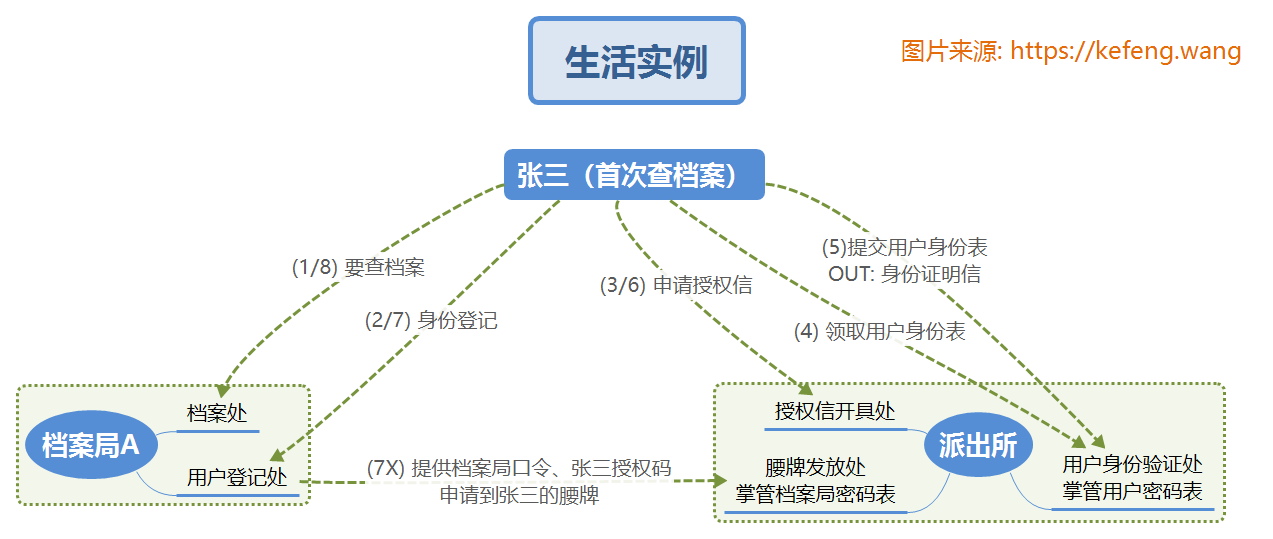 生活实例
图片来源: https://kefeng.wang
张三（首次查档案）
(5)提交用户身份表
OUT: 身份证明信
(1/8) 要查档案
(3/6) 申请授权信
(2/7) 身份登记
(4) 领取用户身份表
档案局A
档案处
用户登记处
(7X) 提供档案局口令、张三授权码
申请到张三的腰牌
授权信开具处
派出所
腰牌发放处
掌管档案局密码表
用户身份验证处
掌管用户密码表